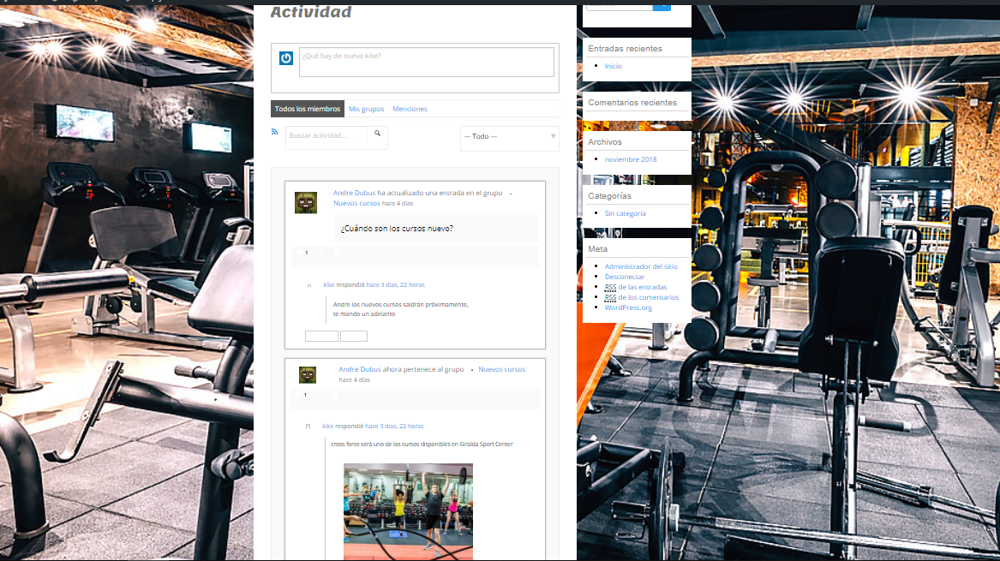 Actividad
¿Qué hay de nuevo kike?
Todos los miembros Mis grupos Menciones
Buscar actividad...
— Todo —
Andre Dubus ha actualizado una entrada en el grupo
Nuevos cursos hace 4 días
¿Cuándo son los cursos nuevo?
1
kike respondió hace 3 días, 22 horas
Andre los nuevos cursos saldrán próximamente,
te mando un adelanto
Andre Dubus ahora pertenece al grupo • Nuevos cursos
hace 4 días
1
kike respondió hace 3 días, 22 horas
cross force será uno de los cursos disponibles en Giralda Sport Center
Entradas recientes
Inicio
Comentarios recientes
Archivos
noviembre 2018
Categorías
Sin categoría
Meta
Administrador del sitio
Desconectar
RSS de las entradas
RSS de los comentarios
WordPress.org